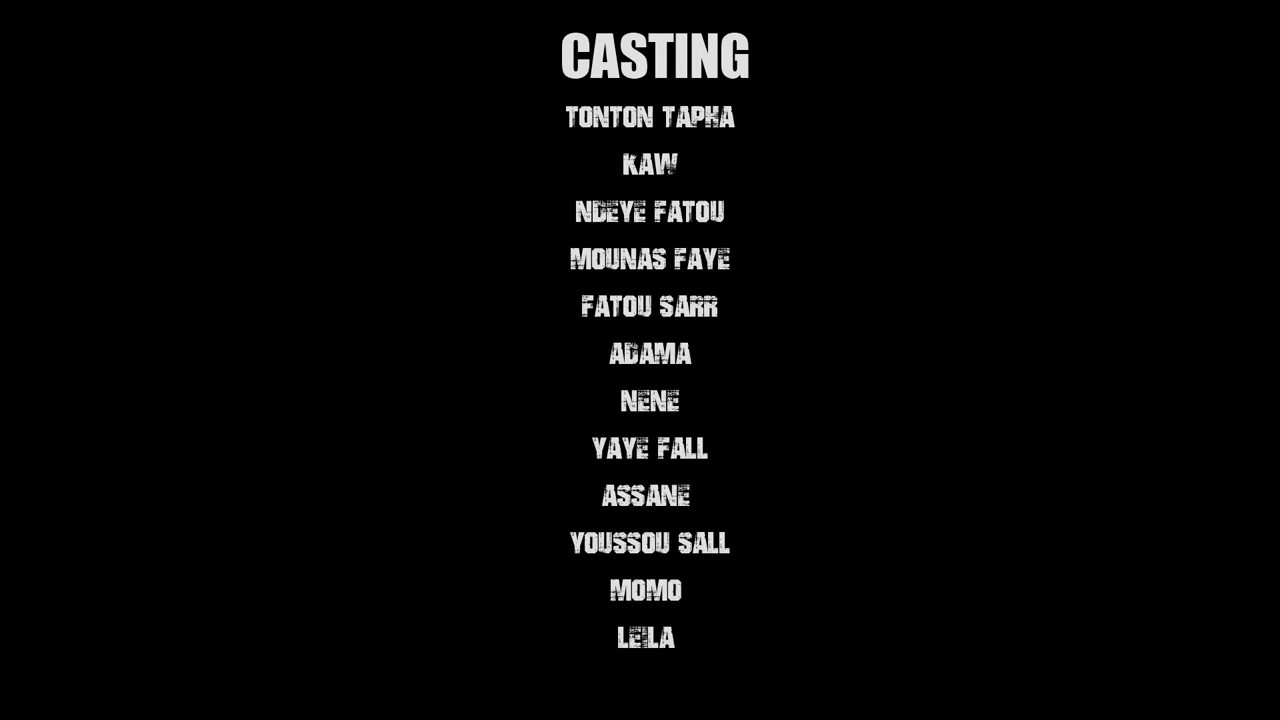 CASTING
TONTON TAPHA
KAW
NDEYE FATOU
MOUNAS FAYE
FATOU SARR
ADAMA
NENE
YAYE FALL
ASSANE
YOUSSOU SALL
MOMO
LEILA